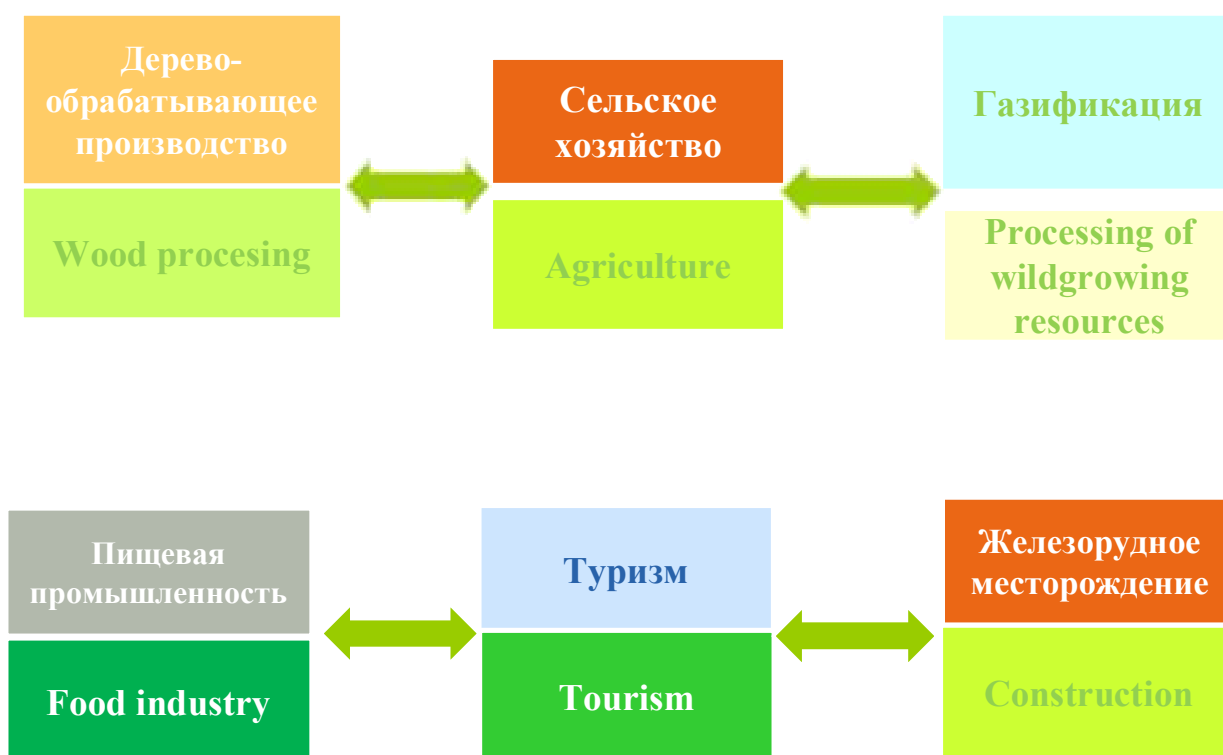 Дерево-
обрабатывающее
производство
Wood procesing
Сельское
хозяйство
Agriculture
Газификация
Processing of
wildgrowing
resources
Пищевая
промышленность
Food industry
Туризм
Tourism
Железорудное
месторождение
Construction